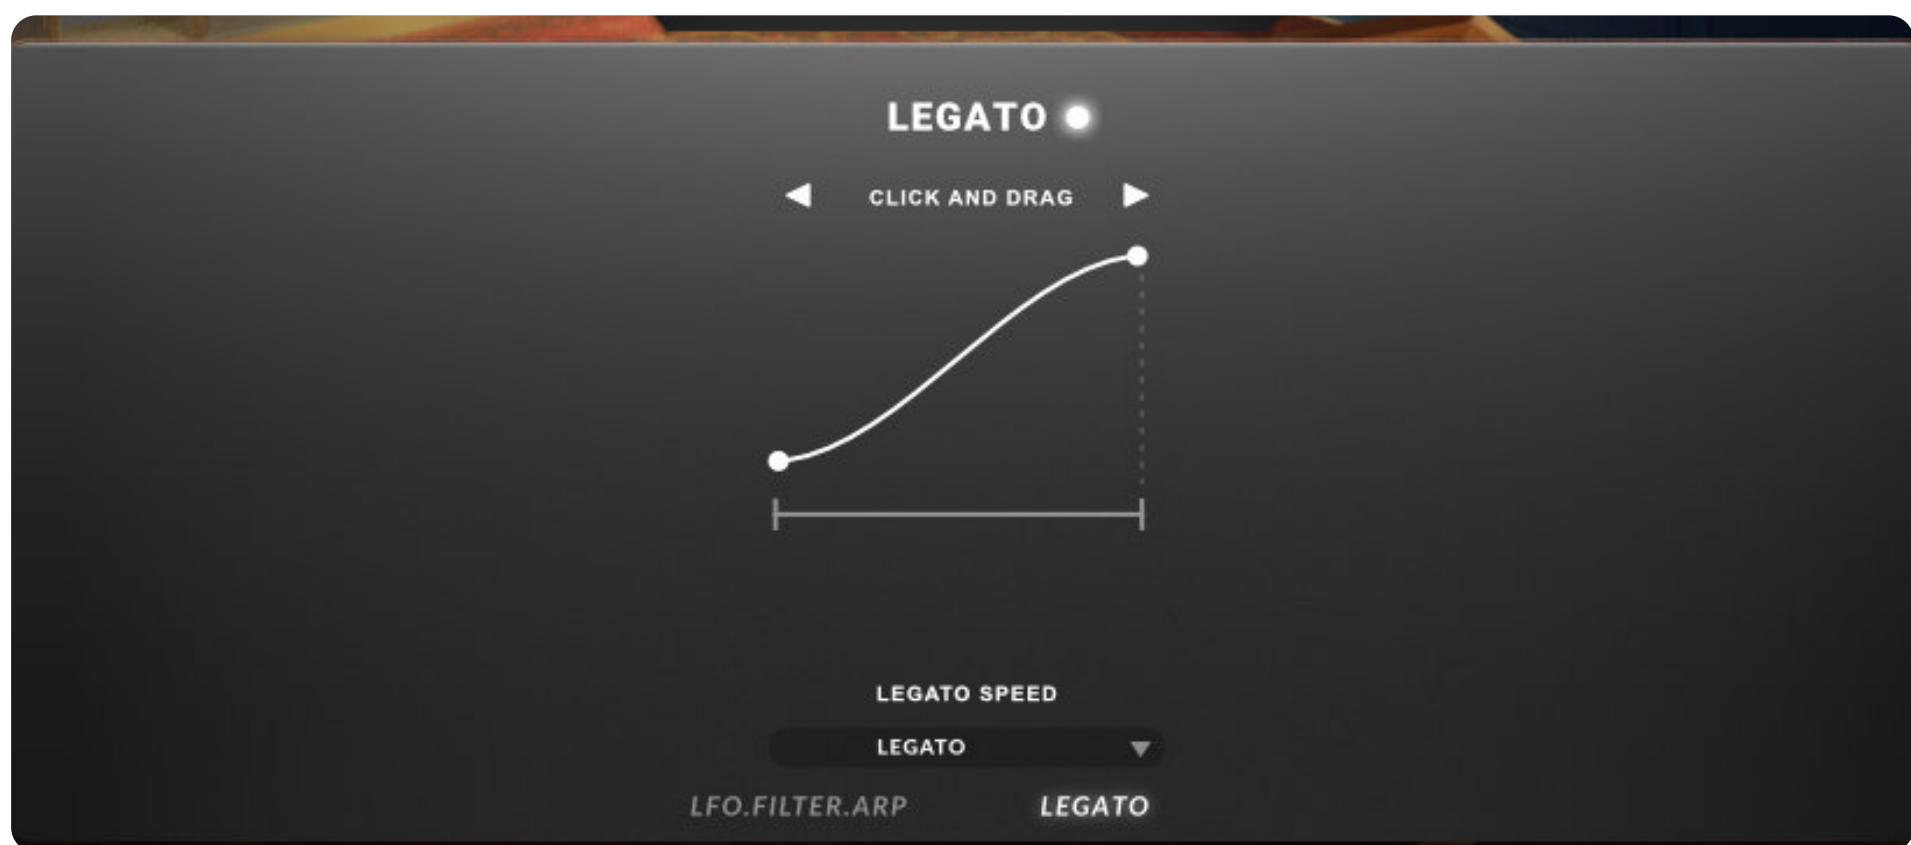 LEGATO
CLICK AND DRAG
LEGATO SPEED
LEGATO
LFO.FILTER.ARP LEGATO